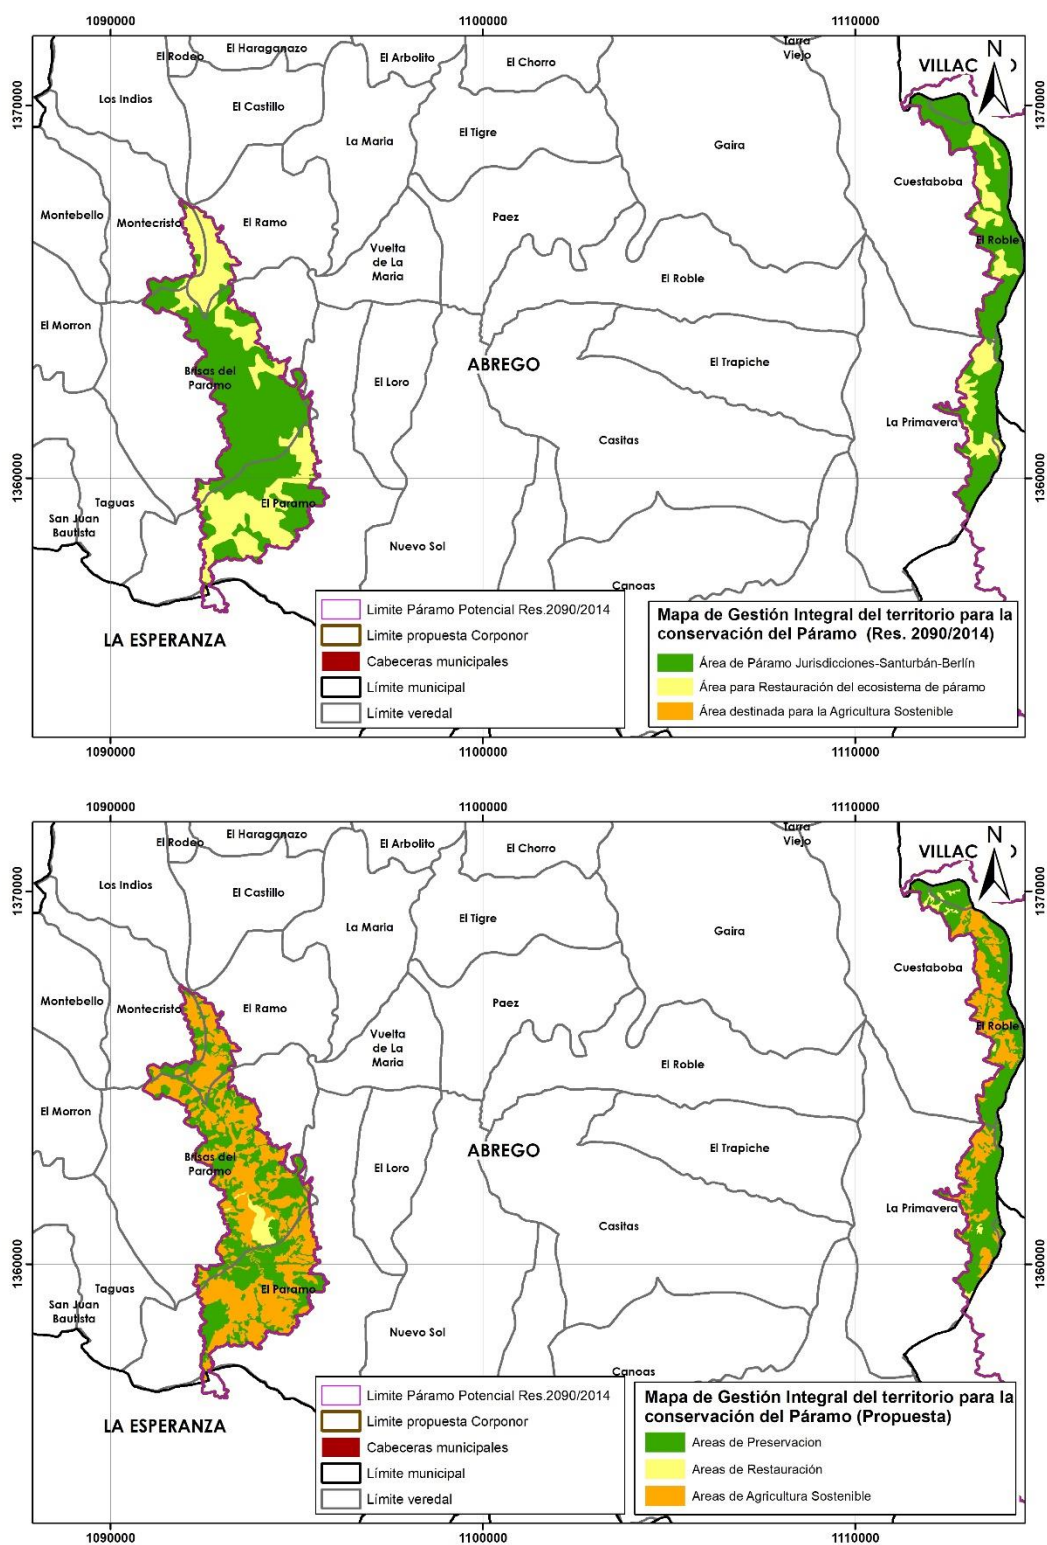 1090000
1100000
1110000
El Rodeo
El Haraganazo
El Arbolito
El Chorro
Tarra
Viejo
N
VILLAC
1370000
1370000
Los Indios
El Castillo
La Maria
El Tigre
Gaira
Cuestaboba
Montebello
Montecristo
El Ramo
Paez
Vuelta
de La
Maria
El Roble
El Roble
El Morron
Brisas del
Paramo
El Loro
ABREGO
El Trapiche
La Primavera
Casitas
1360000
1360000
Taguas
El Paramo
San Juan
Bautista
Nuevo Sol
Canoas
LA ESPERANZA
Limite Páramo Potencial Res.2090/2014
Limite propuesta Corponor
Cabeceras municipales
Límite municipal
Límite veredal
Mapa de Gestión Integral del territorio para la
conservación del Páramo (Res. 2090/2014)
Área de Páramo Jurisdicciones-Santurbán-Berlín
Área para Restauración del ecosistema de páramo
Área destinada para la Agricultura Sostenible
1090000
1100000
1110000
1090000
1100000
1110000
El Rodeo
El Haraganazo
El Arbolito
El Chorro
Tarra
Viejo
N
VILLAC
1370000
1370000
Los Indios
El Castillo
La Maria
El Tigre
Gaira
Cuestaboba
Montebello
Montecristo
El Ramo
Paez
Vuelta
de La
Maria
El Roble
El Roble
El Morron
Brisas del
Paramo
El Loro
ABREGO
El Trapiche
La Primavera
Casitas
1360000
1360000
Taguas
El Paramo
San Juan
Bautista
Nuevo Sol
Canoas
LA ESPERANZA
Limite Páramo Potencial Res.2090/2014
Limite propuesta Corponor
Cabeceras municipales
Límite municipal
Límite veredal
Mapa de Gestión Integral del territorio para la
conservación del Páramo (Propuesta)
Areas de Preservacion
Areas de Restauración
Areas de Agricultura Sostenible
1090000
1100000
1110000